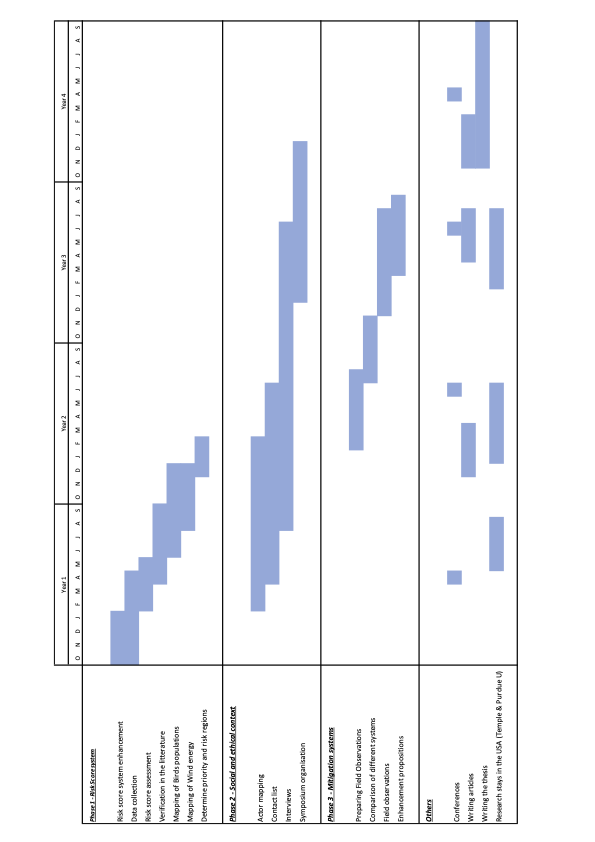 Year 1 Year 2 Year 3 Year 4
O N D J F M A M J J A S O N D J F M A M J J A S O N D J F M A M J J A S O N D J F M A M J J A S
Phase 1 - Risk Score system
Risk score system enhancement
Data collection
Risk score assessment
Verification in the litterature
Mapping of Birds populations
Mapping of Wind energy
Determine priority and risk regions
Phase 2 - Social and ethical context
Actor mapping
Contact list
Interviews
Symposium organisation
Phase 3 - Mitigation systems
Preparing Field Observations
Comparison of different systems
Field observations
Enhancement propositions
Others
Conferences
Writing articles
Writing the thesis
Research stays in the USA (Temple & Purdue U)